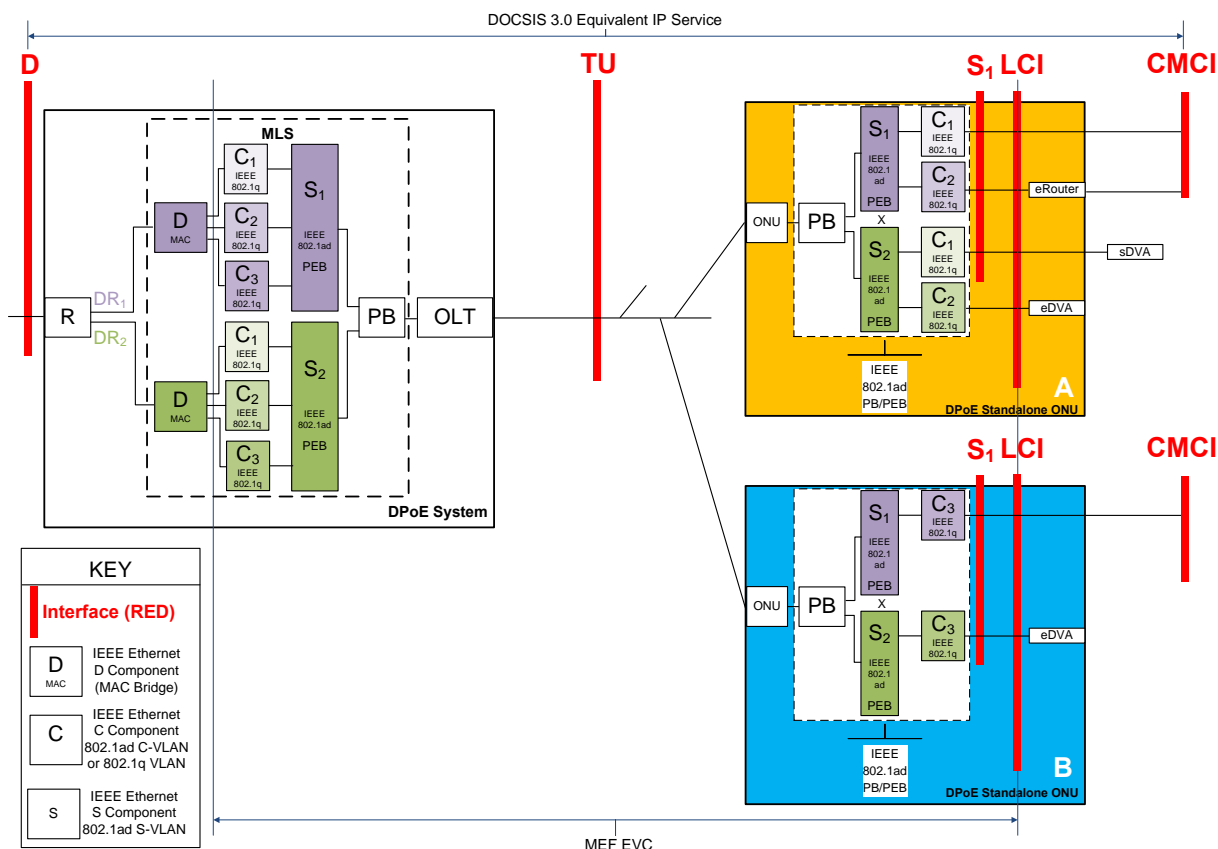 DOCSIS 3.0 Equivalent IP Service
D
TU
S1 LCI
CMCI
MLS
C1
IEEE
802.1q
C2
IEEE
802.1q
C3
IEEE
802.1q
S1
IEEE
802.1ad
PEB
D
MAC
DR1
R
DR2
D
MAC
C1
IEEE
802.1q
C2
IEEE
802.1q
C3
IEEE
802.1q
S2
IEEE
802.1ad
PEB
PB
OLT
DPoE System
ONU
PB
S1
IEEE
802.1
ad
PEB
X
S2
IEEE
802.1
ad
PEB
C1
IEEE
802.1q
C2
IEEE
802.1q
C1
IEEE
802.1q
C2
IEEE
802.1q
eRouter
sDVA
eDVA
IEEE
802.1ad
PB/PEB
A
DPoE Standalone ONU
S1 LCI
CMCI
ONU
PB
S1
IEEE
802.1
ad
PEB
X
S2
IEEE
802.1
ad
PEB
C3
IEEE
802.1q
C3
IEEE
802.1q
eDVA
IEEE
802.1ad
PB/PEB
B
DPoE Standalone ONU
KEY
Interface (RED)
D
MAC
IEEE Ethernet
D Component
(MAC Bridge)
C
IEEE Ethernet
C Component
802.1ad C-VLAN
or 802.1q VLAN
S
IEEE Ethernet
S Component
802.1ad S-VLAN
MEF EVC